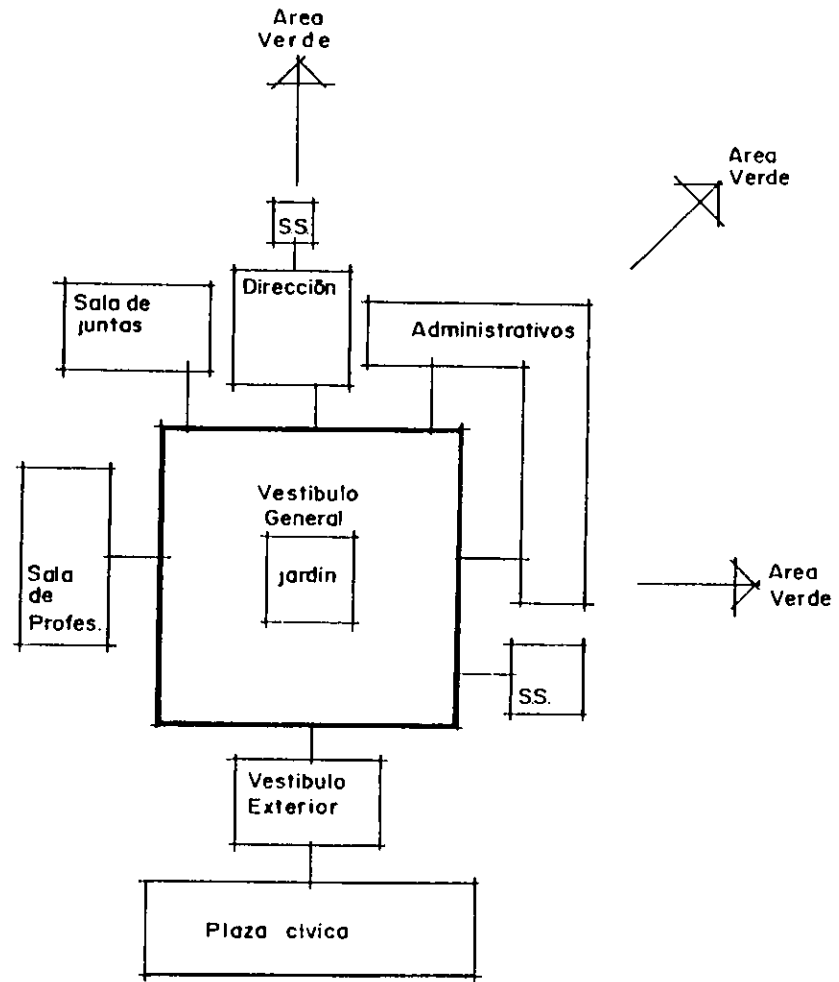 Area
Verde
Area
Verde
S.S.
Dirección
Sala de
juntas
Administrativos
Vestibulo
General
jardin
Sala
de
Profes.
Area
Verde
S.S.
Vestibulo
Exterior
Plaza cívica